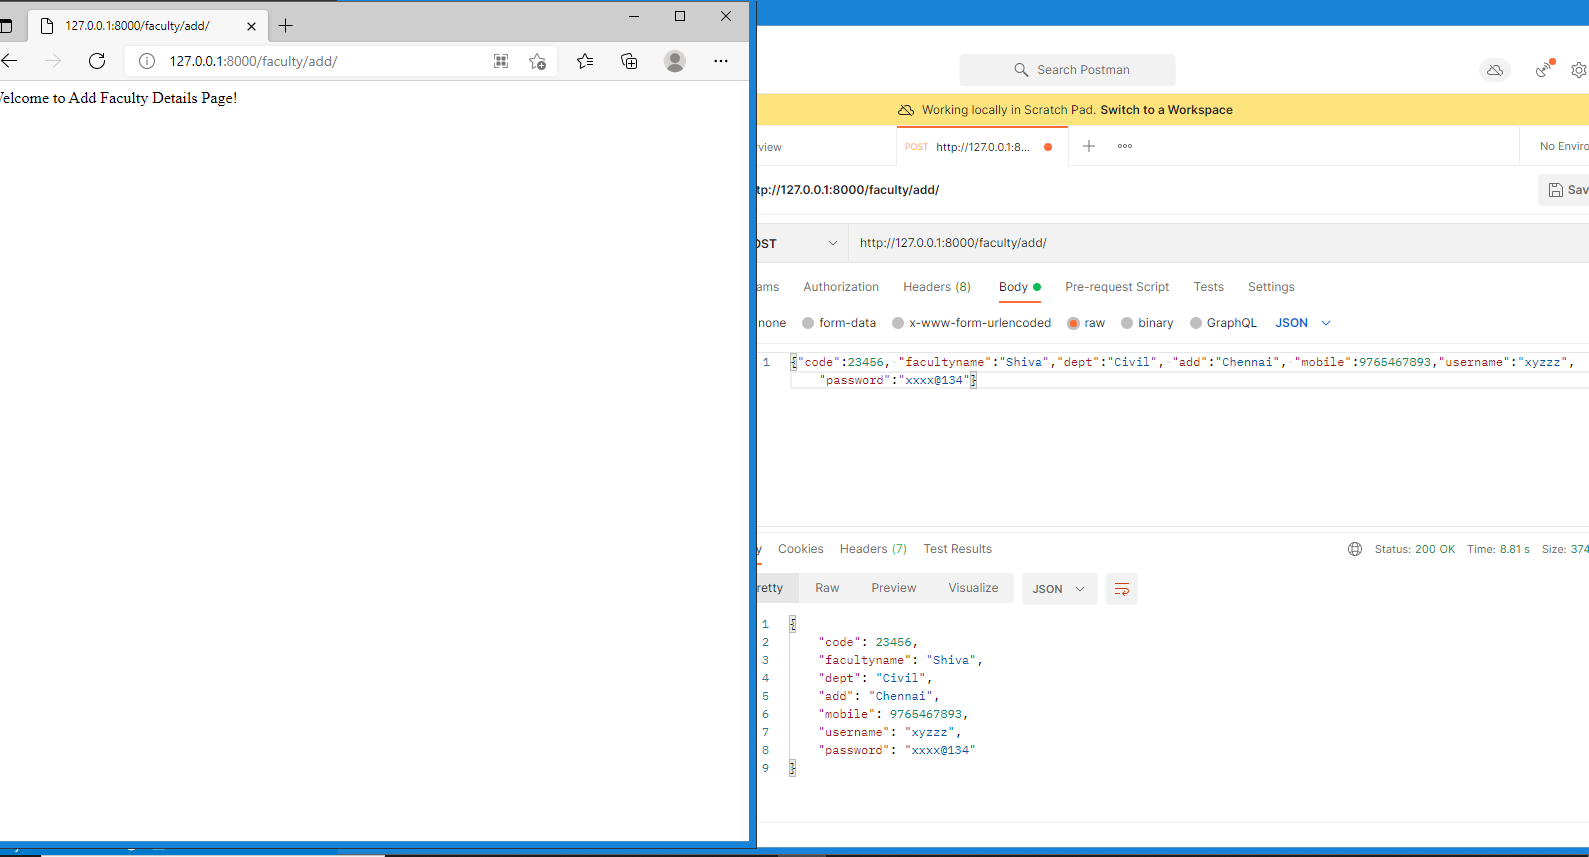 127.0.0.1:8000/faculty/add/
127.0.0.1:8000/faculty/add/
elcome to Add Faculty Details Page!
Search Postman
Working locally in Scratch Pad. Switch to a Workspace
rview
POST http://127.0.0.1:8...
No Enviro
tp://127.0.0.1:8000/faculty/add/
Sav
OST
http://127.0.0.1:8000/faculty/add/
ams Authorization Headers (8) Body Pre-request Script Tests Settings
none form-data x-www-form-urlencoded raw binary GraphQL JSON
1 {"code":23456, "factultyname":"Shiva","dept":"Civil", "add":"Chennai", "mobile":9765467893,"username":"xyzzz",
"password":"xxxx@134"}
y Cookies Headers (7) Test Results
Status: 200 OK Time: 8.81 s Size: 374
retty Raw Preview Visualize JSON
1 {
2 "code": 23456,
3 "facultyname": "Shiva",
4 "dept": "Civil",
5 "add": "Chennai",
6 "mobile": 9765467893,
7 "username": "xyzzz",
8 "password": "xxxx@134"
9 }